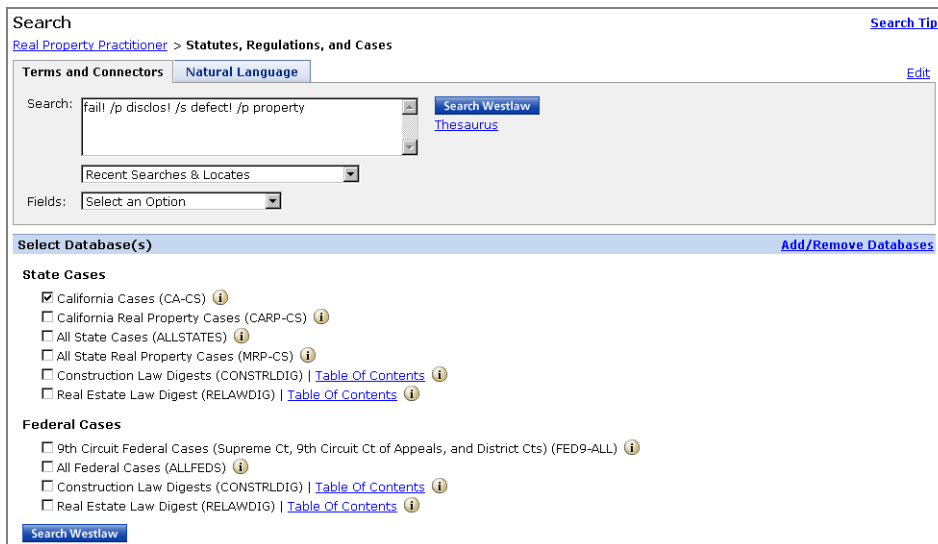 Search Search Tip
Real Property Practitioner > Statutes, Regulations, and Cases
Terms and Connectors Natural Language Edit
Search: fail! /p disclos! /s defect! /p property Search Westlaw
Thesaurus
Recent Searches & Locates
Fields: Select an Option
Select Database(s) Add/Remove Databases
State Cases
California Cases (CA-CS)
California Real Property Cases (CARP-CS)
All State Cases (ALLSTATES)
All State Real Property Cases (MRP-CS)
Construction Law Digests (CONSTRLDIG) | Table Of Contents
Real Estate Law Digest (RELAWDIG) | Table Of Contents
Federal Cases
9th Circuit Federal Cases (Supreme Ct, 9th Circuit Ct of Appeals, and District Cts) (FED9-ALL)
All Federal Cases (ALLFEDS)
Construction Law Digests (CONSTRLDIG) | Table Of Contents
Real Estate Law Digest (RELAWDIG) | Table Of Contents
Search Westlaw